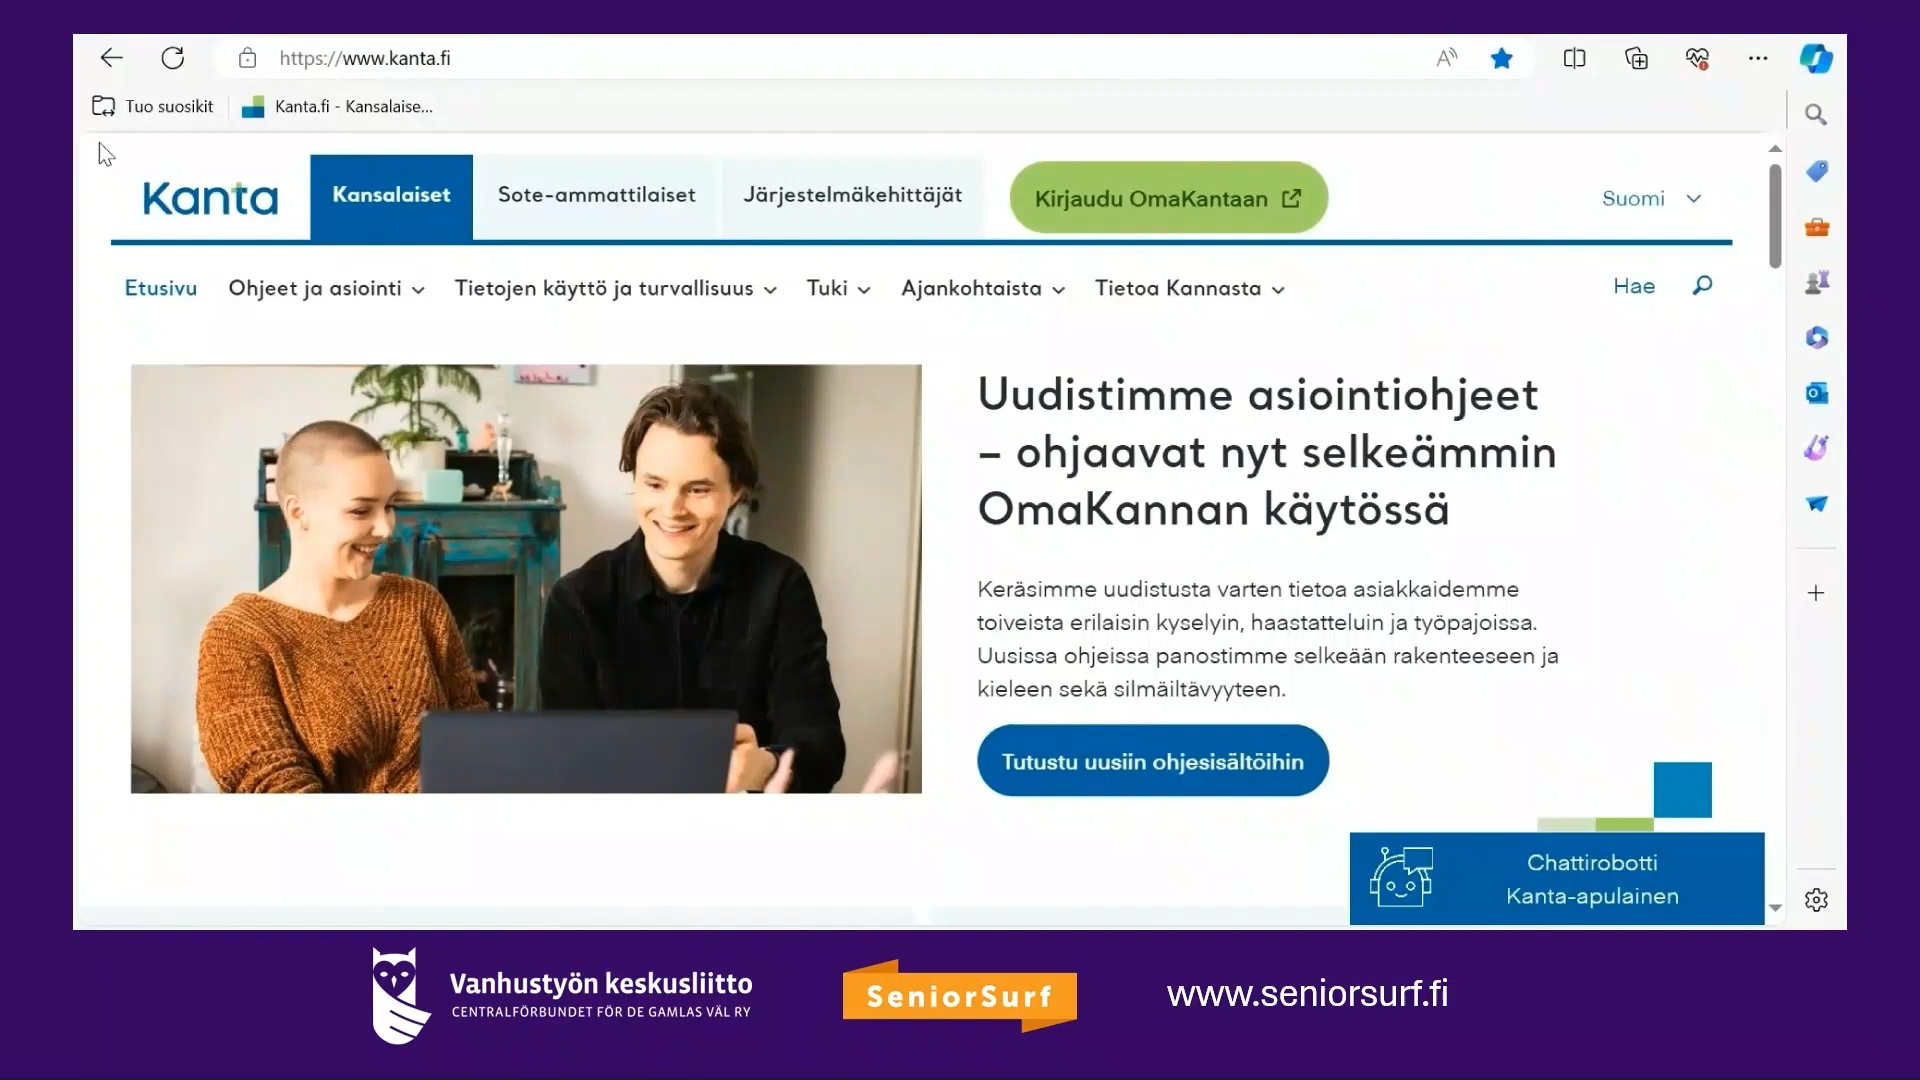 https://www.kanta.fi
Tuo suosikit
Kanta.fi - Kansalaise...
Kanta
Kansalaiset
Sote-ammattilaiset
Järjestelmäkehittäjät
Kirjaudu OmaKantaan
Suomi
Etusivu
Ohjeet ja asiointi
Tietojen käyttö ja turvallisuus
Tuki
Ajankohtaista
Tietoa Kannasta
Hae
Uudistimme asiointiohjeet
– ohjaavat nyt selkeämmin
OmaKannan käytössä
Keräsimme uudistusta varten tietoa asiakkaidemme
toiveista erilaisin kyselyin, haastatteluin ja työpajoissa.
Uusissa ohjeissa panostimme selkeään rakenteeseen ja
kieleen sekä silmäiltävyyteen.
Tutustu uusiin ohjesisältöihin
Chattirobotti
Kanta-apulainen
Vanhustyön keskusliitto
CENTRALFÖRBUNDET FÖR DE GAMLAS VÄL RY
SeniorSurf
www.seniorsurf.fi